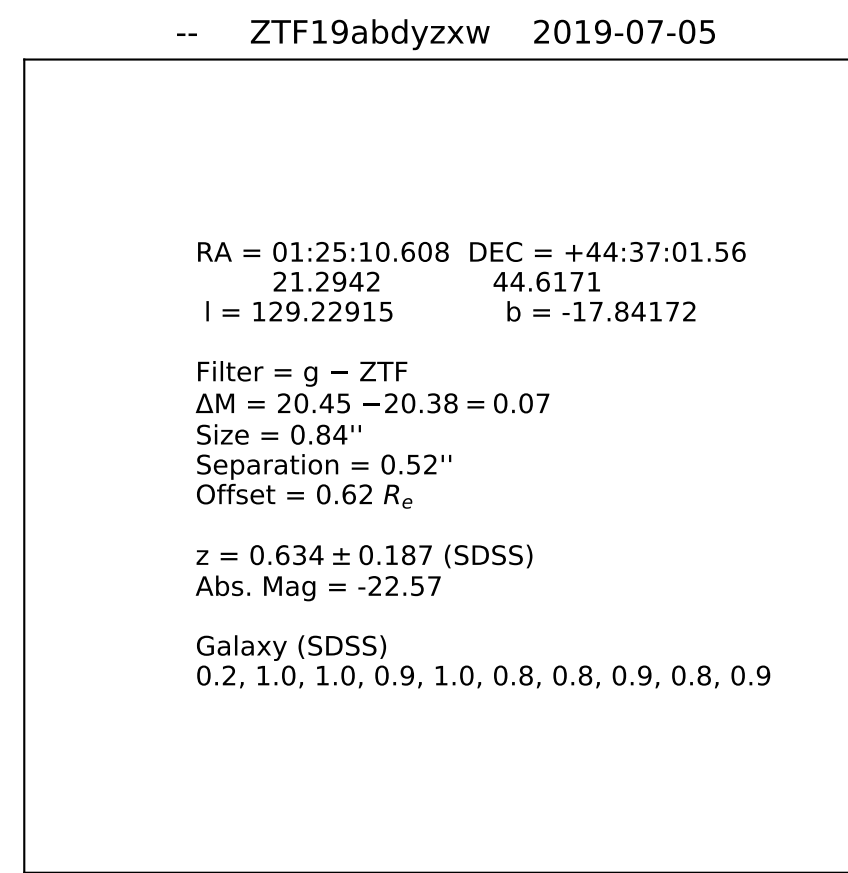 --    ZTF19abdyzxw    2019-07-05
RA = 01:25:10.608  DEC = +44:37:01.56
21.2942    44.6171
l = 129.22915    b = -17.84172
Filter = g − ZTF
ΔM = 20.45 −20.38 = 0.07
Size = 0.84''
Separation = 0.52''
Offset = 0.62 Rₑ
z = 0.634 ± 0.187 (SDSS)
Abs. Mag = -22.57
Galaxy (SDSS)
0.2, 1.0, 1.0, 0.9, 1.0, 0.8, 0.8, 0.9, 0.8, 0.9